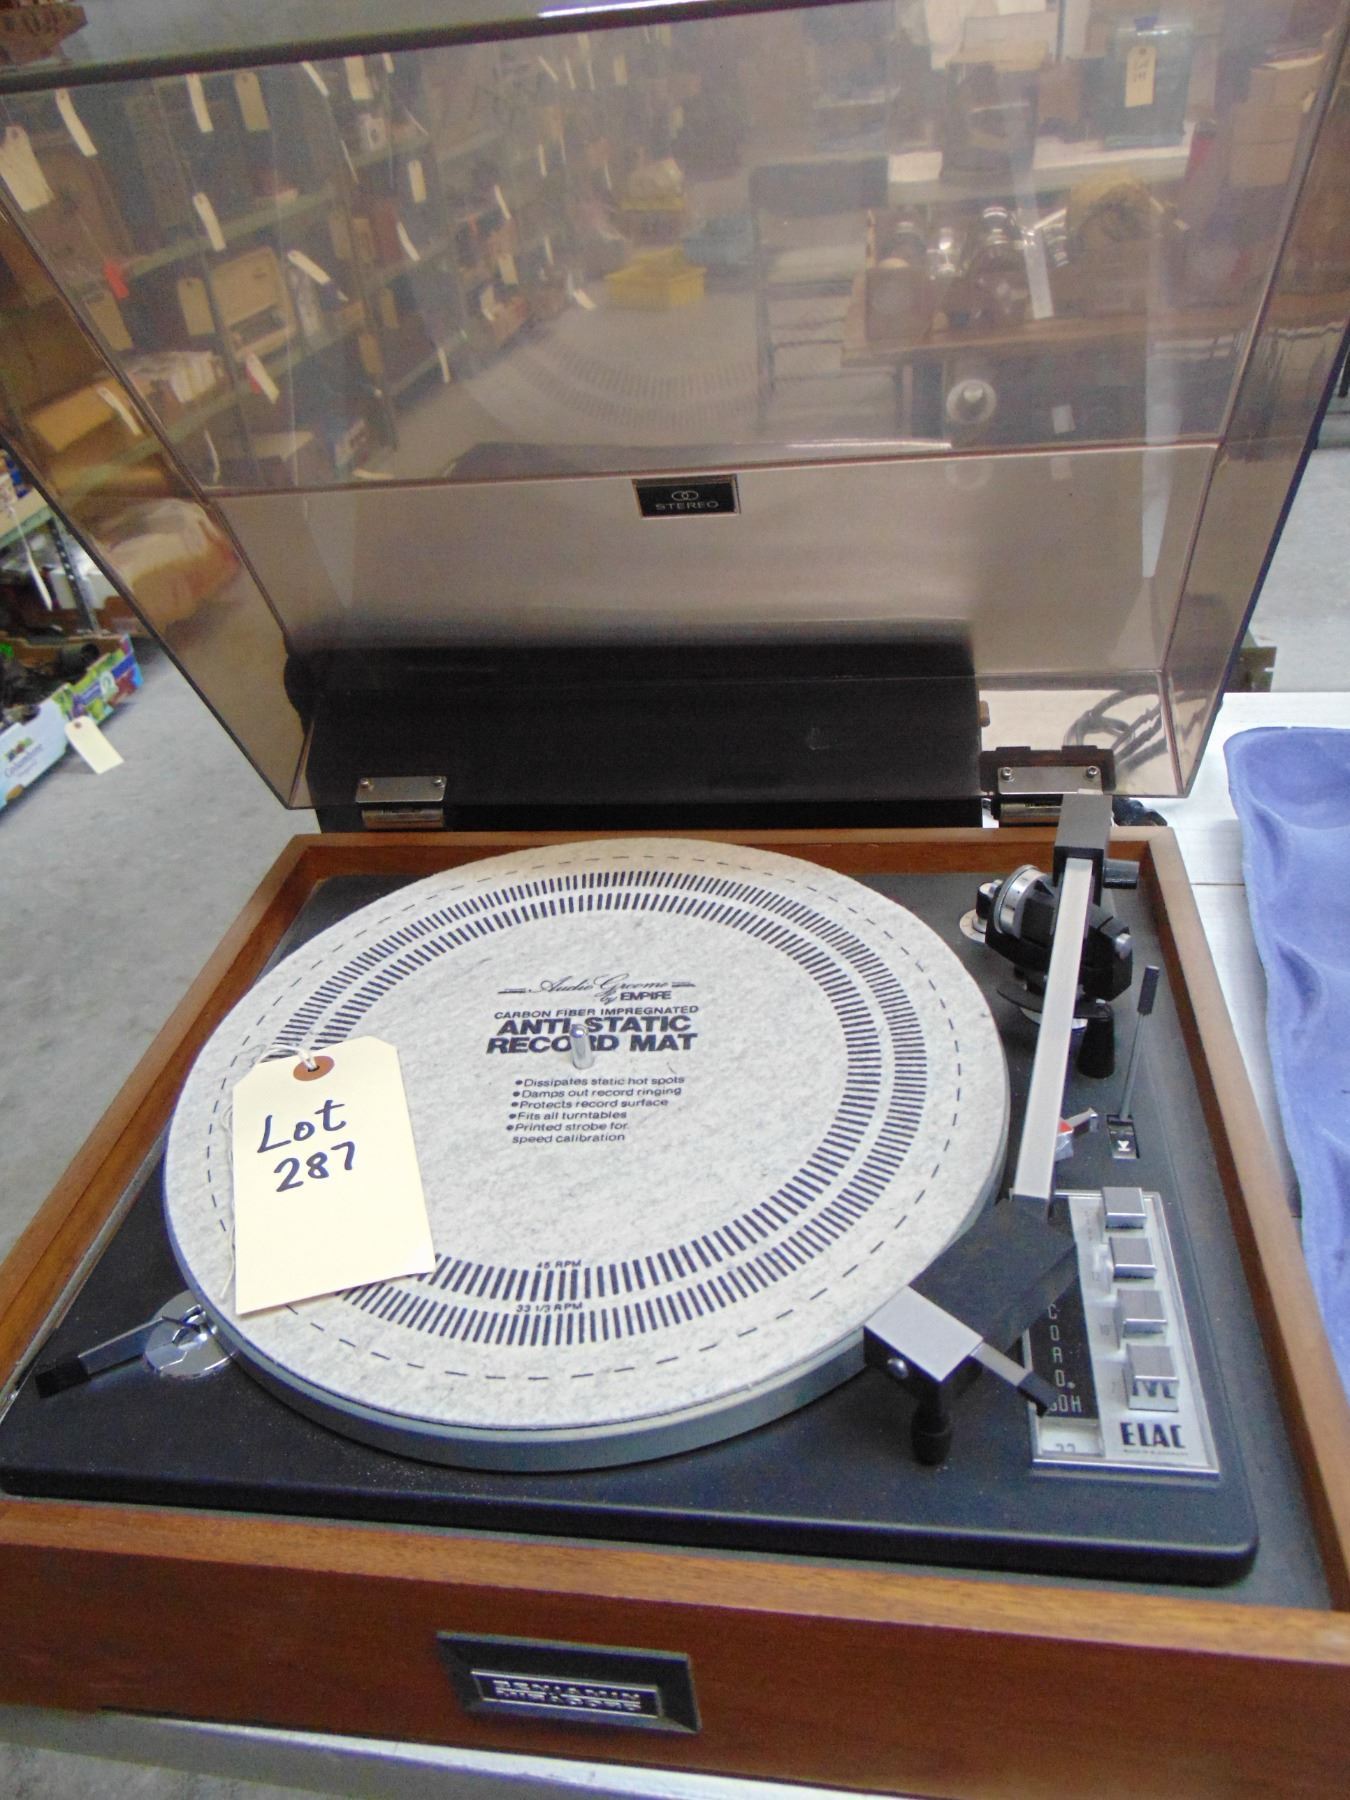 STEREO
Audio Groome
by EMPIRE
CARBON FIBER IMPREGNATED
ANTI-STATIC
RECORD MAT
•Dissipates static hot spots
•Damps out record ringing
•Protects record surface
•Fits all turntables
•Printed strobe for
speed calibration
Lot
287
45 RPM
33 1/3 RPM
ELAC
BENJAMIN
MIRACORD